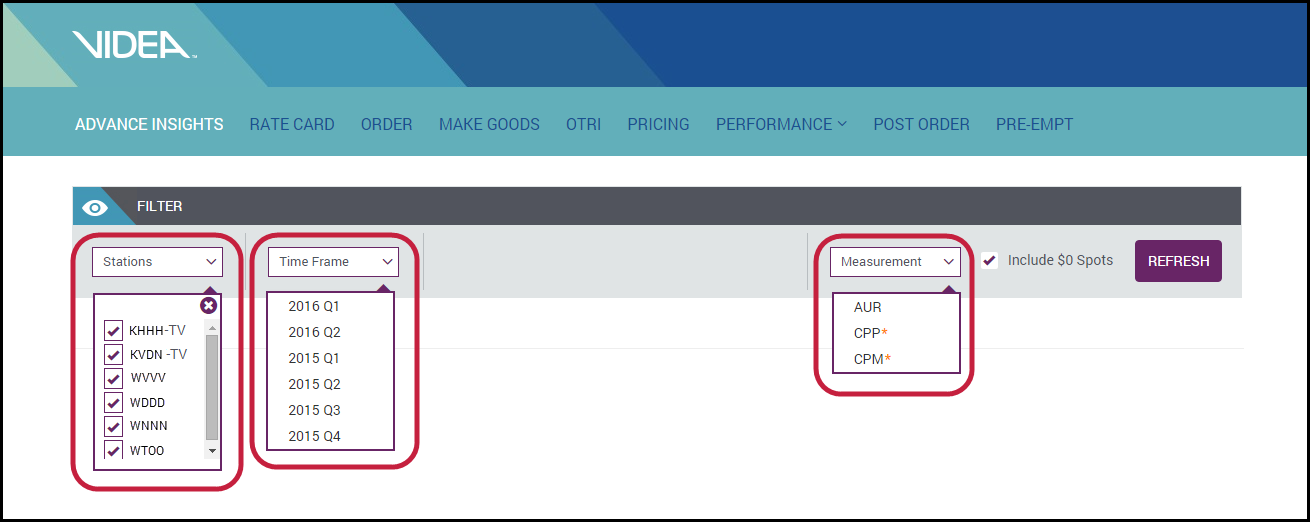 VIDEA™
ADVANCE INSIGHTS RATE CARD ORDER MAKE GOODS OTRI PRICING PERFORMANCE POST ORDER PRE-EMPT
FILTER
Stations Time Frame Measurement Include $0 Spots REFRESH
KHHH-TV
KVDN -TV
WVVV
WDDD
WNNN
WTOO
2016 Q1
2016 Q2
2015 Q1
2015 Q2
2015 Q3
2015 Q4
AUR
CPP*
CPM*